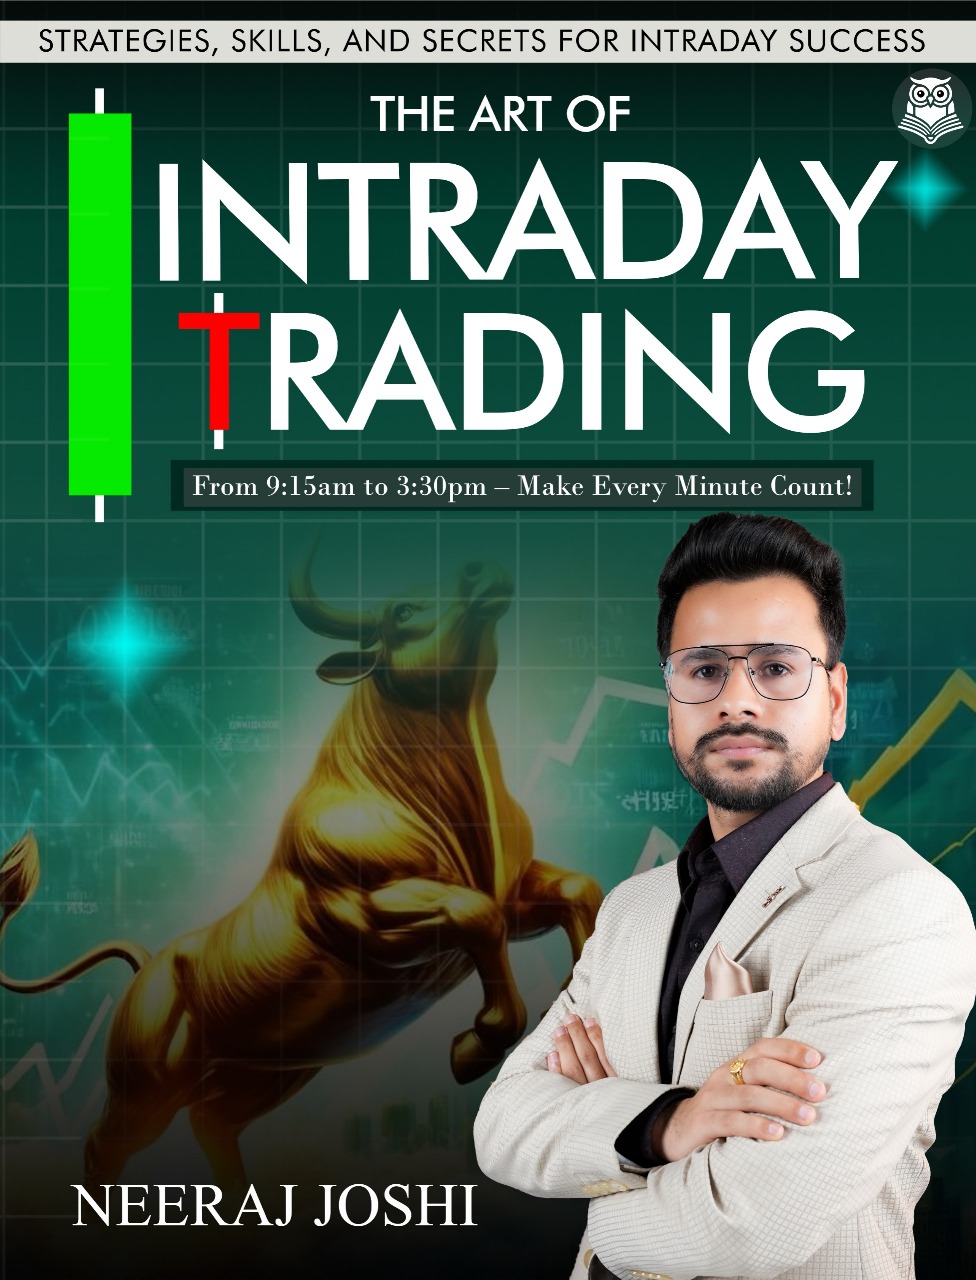 STRATEGIES, SKILLS, AND SECRETS FOR INTRADAY SUCCESS
THE ART OF
INTRADAY
TRADING
From 9:15am to 3:30pm – Make Every Minute Count!
NEERAJ JOSHI